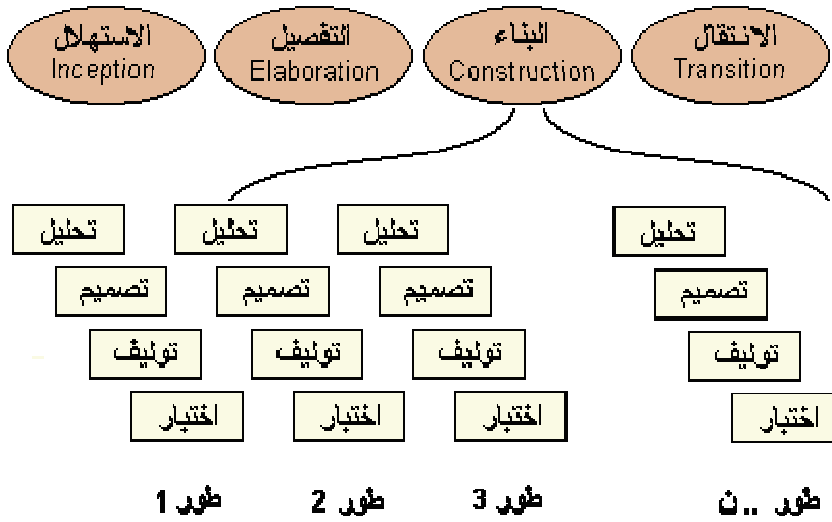 الاستهلال
Inception
التفصيل
Elaboration
البناء
Construction
الانتقال
Transition
تحليل
تصميم
توليف
اختبار
طور 1
تحليل
تصميم
توليف
اختبار
طور 2
تحليل
تصميم
توليف
اختبار
طور 3
تحليل
تصميم
توليف
اختبار
طور .. ن